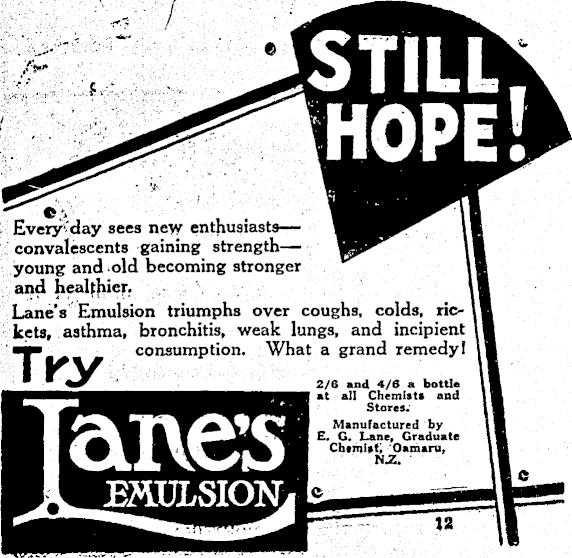 STILL
HOPE!
Every day sees new enthusiasts—
convalescents gaining strength—
young and old becoming stronger
and healthier.
Lane's Emulsion triumphs over coughs, colds, ric-
kets, asthma, bronchitis, weak lungs, and incipient
consumption. What a grand remedy!
Try
Lane's
EMULSION
2/6 and 4/6 a bottle
at all Chemists and
Stores.
Manufactured by
E. G. Lane, Graduate
Chemist, Oamaru,
N.Z.
12